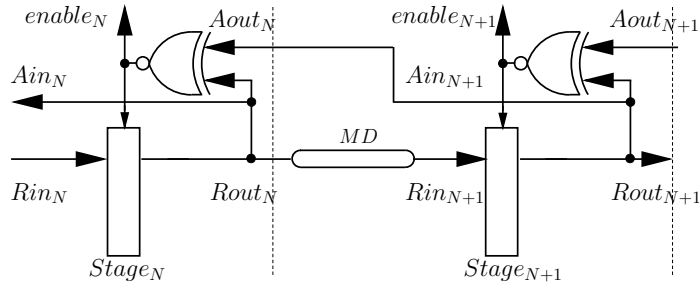 enable_N Aout_N enable_{N+1} Aout_{N+1}
Ain_N Ain_{N+1}
MD
Rin_N Rout_N Rin_{N+1} Rout_{N+1}
Stage_N Stage_{N+1}